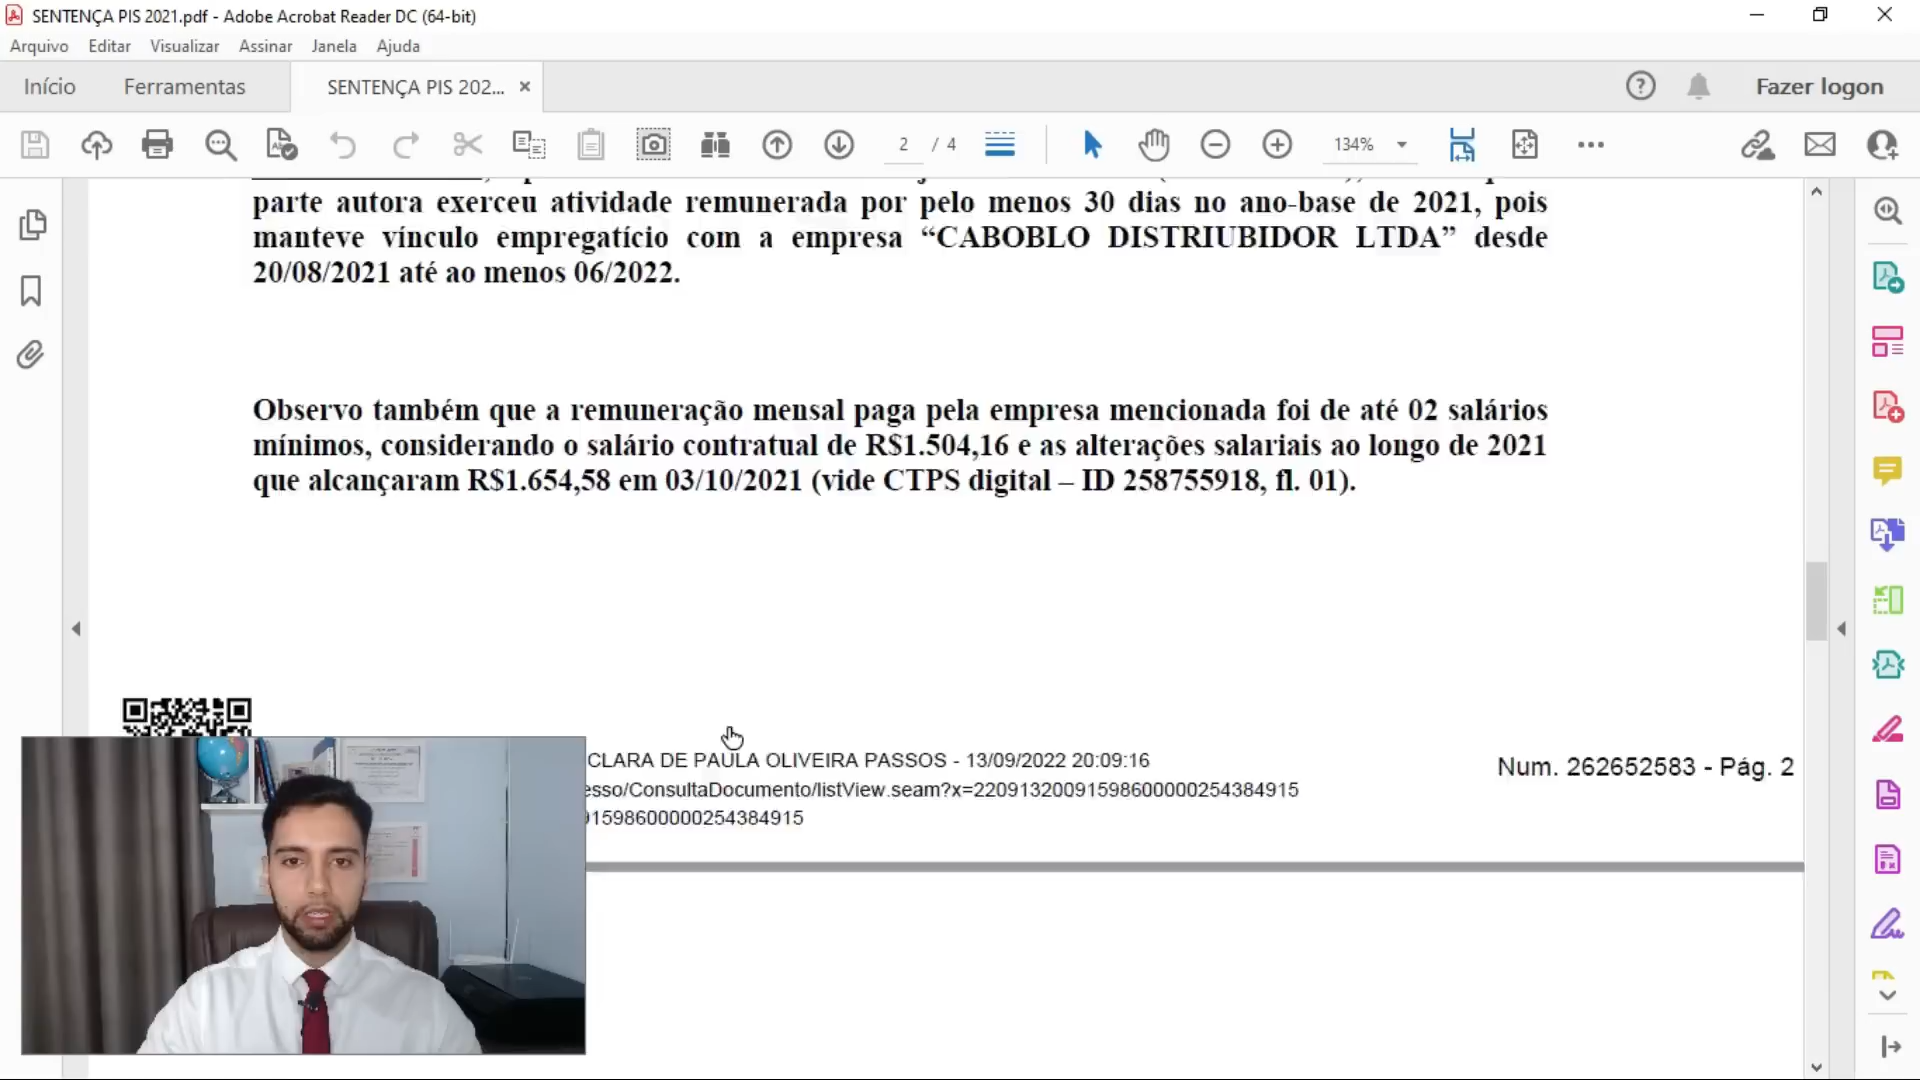 SENTENÇA PIS 2021.pdf - Adobe Acrobat Reader DC (64-bit)
Arquivo Editar Visualizar Assinar Janela Ajuda
Início Ferramentas SENTENÇA PIS 202... Fazer logon
2 / 4 134%
parte autora exerceu atividade remunerada por pelo menos 30 dias no ano-base de 2021, pois
manteve vínculo empregatício com a empresa “CABOBLO DISTRIUBIDOR LTDA” desde
20/08/2021 até ao menos 06/2022.
Observo também que a remuneração mensal paga pela empresa mencionada foi de até 02 salários
mínimos, considerando o salário contratual de R$1.504,16 e as alterações salariais ao longo de 2021
que alcançaram R$1.654,58 em 03/10/2021 (vide CTPS digital – ID 258755918, fl. 01).
CLARA DE PAULA OLIVEIRA PASSOS - 13/09/2022 20:09:16
Num. 262652583 - Pág. 2
esso/ConsultaDocumento/listView.seam?x=22091320091598600000254384915
91598600000254384915